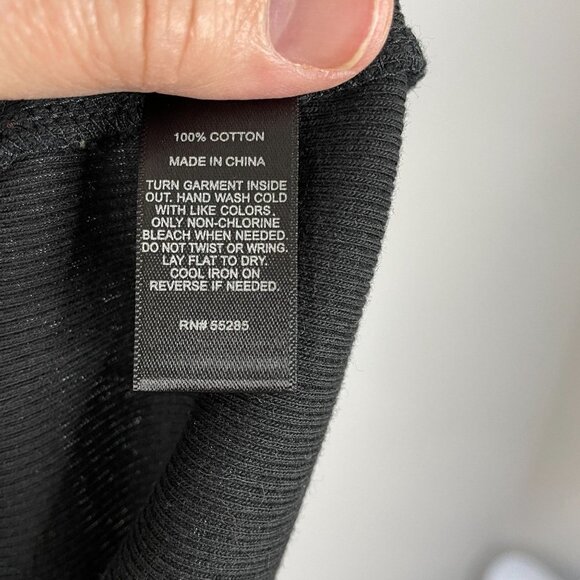 100% COTTON
MADE IN CHINA
TURN GARMENT INSIDE
OUT. HAND WASH COLD
WITH LIKE COLORS.
ONLY NON-CHLORINE
BLEACH WHEN NEEDED.
DO NOT TWIST OR WRING.
LAY FLAT TO DRY.
COOL IRON ON
REVERSE IF NEEDED.
RN# 55285